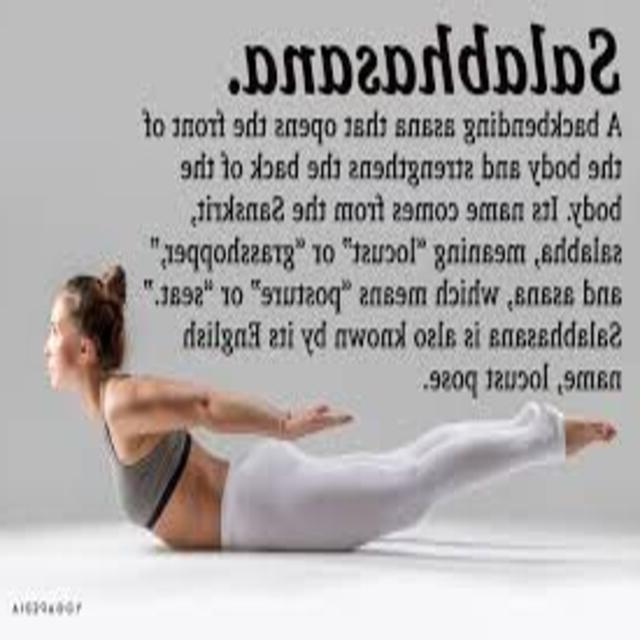 Salabhasana.
A backbending asana that opens the front of
the body and strengthens the back of the
body. Its name comes from the Sanskrit,
salabha, meaning “locust” or “grasshopper,”
and asana, which means “posture” or “seat.”
Salabhasana is also known by its English
name, locust pose.
YOGAPEDIA